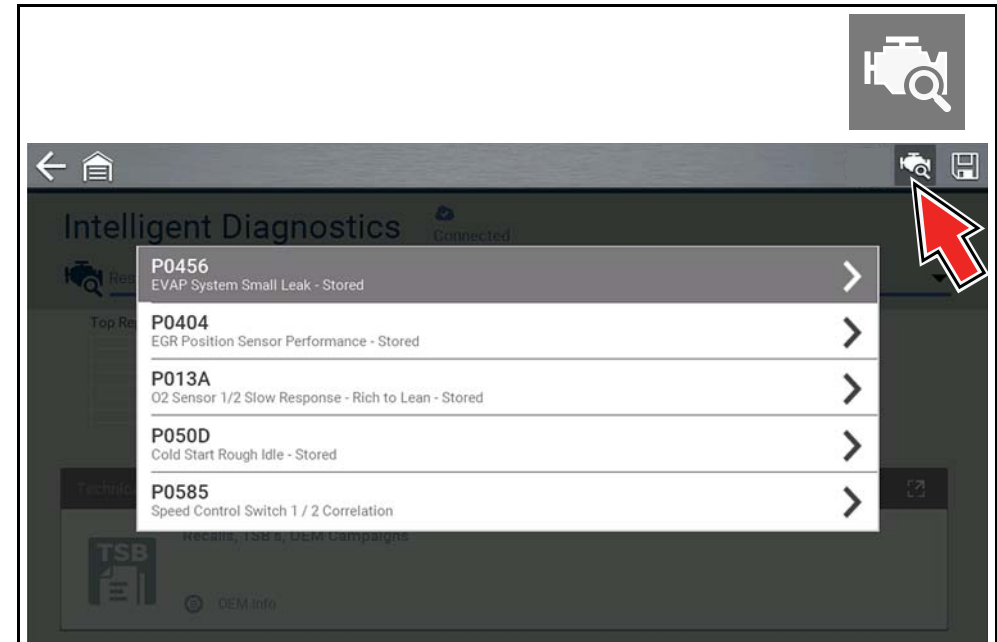 Intelligent Diagnostics
Connected
P0456
EVAP System Small Leak - Stored
P0404
EGR Position Sensor Performance - Stored
P013A
O2 Sensor 1/2 Slow Response - Rich to Lean - Stored
P050D
Cold Start Rough Idle - Stored
P0585
Speed Control Switch 1 / 2 Correlation
Recalls, TSB's, OEM Campaigns
TSB
OEM Info